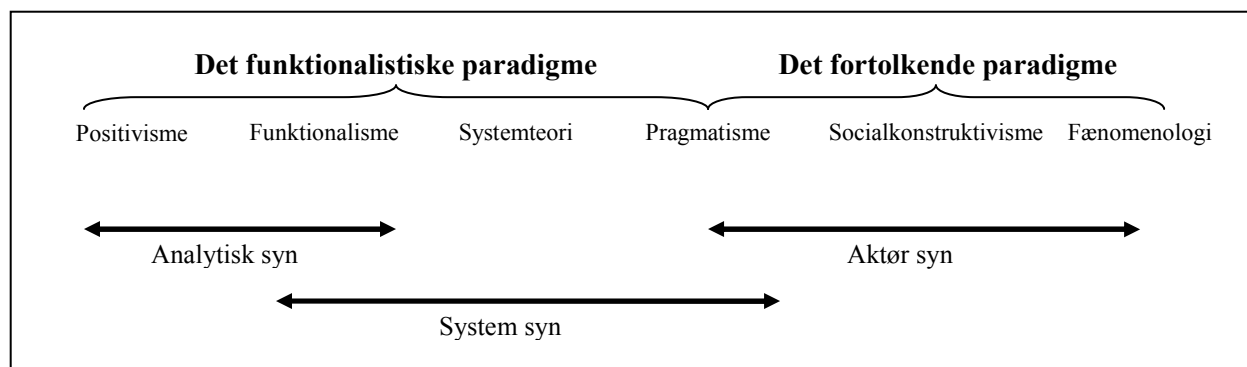 Det funktionalistiske paradigme Det fortolkende paradigme
Positivisme Funktionalisme Systemteori Pragmatisme Socialkonstruktivisme Fænomenologi
Analytisk syn Aktør syn
System syn